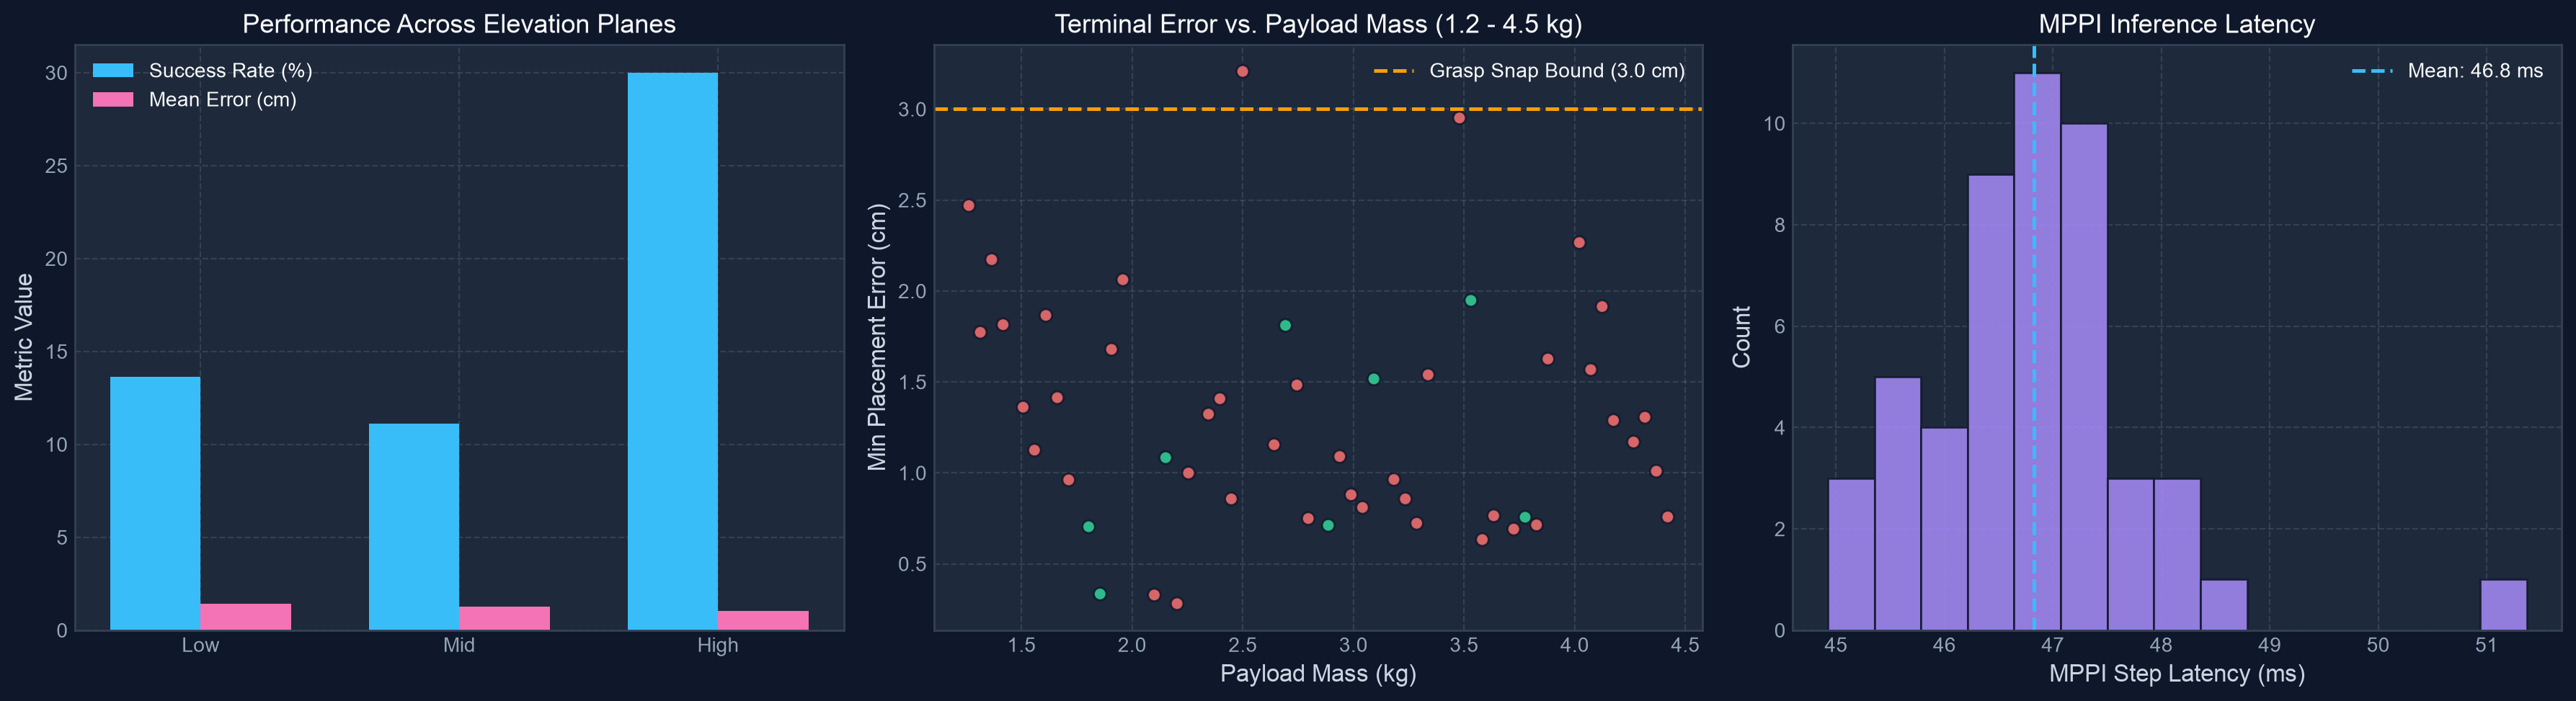 Performance Across Elevation Planes
Success Rate (%)
Mean Error (cm)
Metric Value
30
25
20
15
10
5
0
Low
Mid
High
Terminal Error vs. Payload Mass (1.2 - 4.5 kg)
Grasp Snap Bound (3.0 cm)
Min Placement Error (cm)
3.0
2.5
2.0
1.5
1.0
0.5
1.5
2.0
2.5
3.0
3.5
4.0
4.5
Payload Mass (kg)
MPPI Inference Latency
Mean: 46.8 ms
Count
10
8
6
4
2
0
45
46
47
48
49
50
51
MPPI Step Latency (ms)